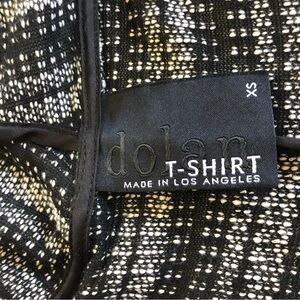 XS
dolan
T-SHIRT
MADE IN LOS ANGELES